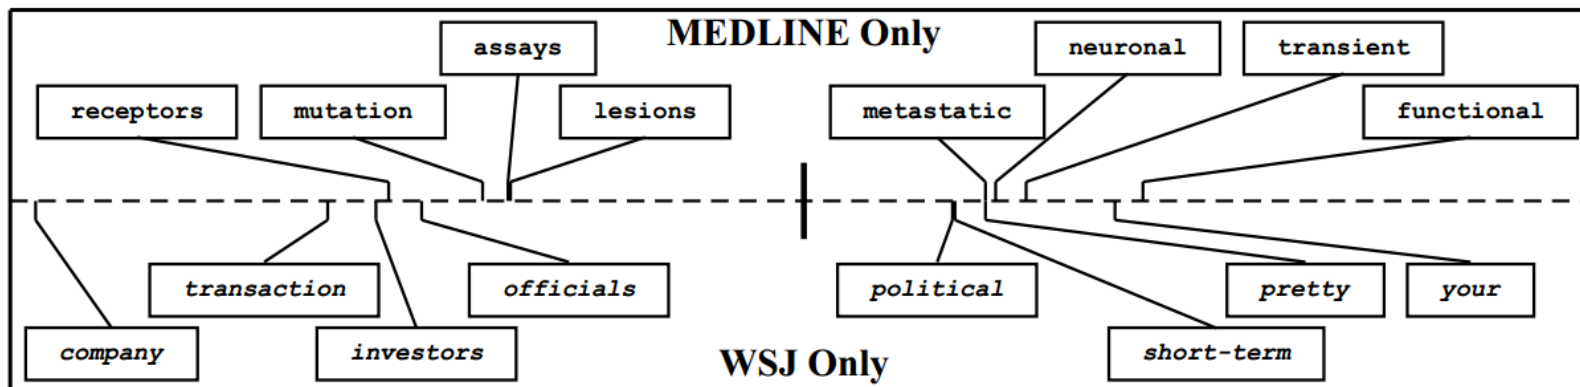 MEDLINE Only
assays
neuronal
transient
receptors
mutation
lesions
metastatic
functional
transaction
officials
political
pretty
your
company
investors
WSJ Only
short-term